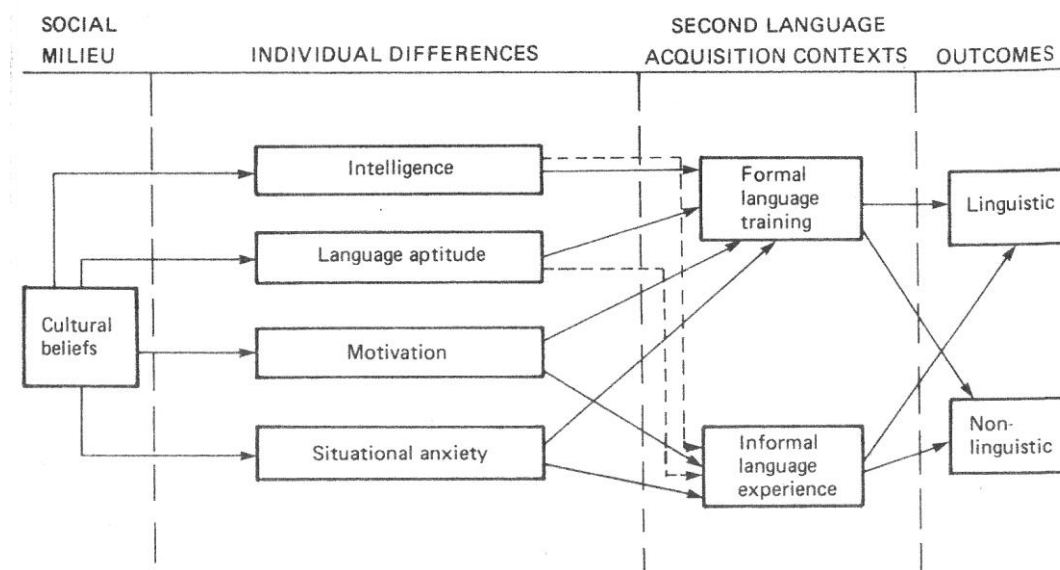 SOCIAL
MILIEU
INDIVIDUAL DIFFERENCES
SECOND LANGUAGE
ACQUISITION CONTEXTS
OUTCOMES
Intelligence
Language aptitude
Motivation
Situational anxiety
Cultural
beliefs
Formal
language
training
Informal
language
experience
Linguistic
Non-
linguistic